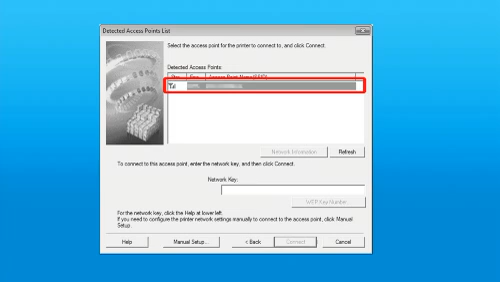 Detected Access Points List
Select the access point for the printer to connect to, and click Connect.
Detected Access Points:
Access Point Name(SSID)
Network Information
Refresh
To connect to this access point, enter the network key, and then click Connect.
Network Key:
WEP Key Number...
For the network key, click the Help at lower left.
If you need to configure the printer network settings manually to connect to the access point, click Manual
Setup.
Help
Manual Setup...
< Back
Connect
Cancel